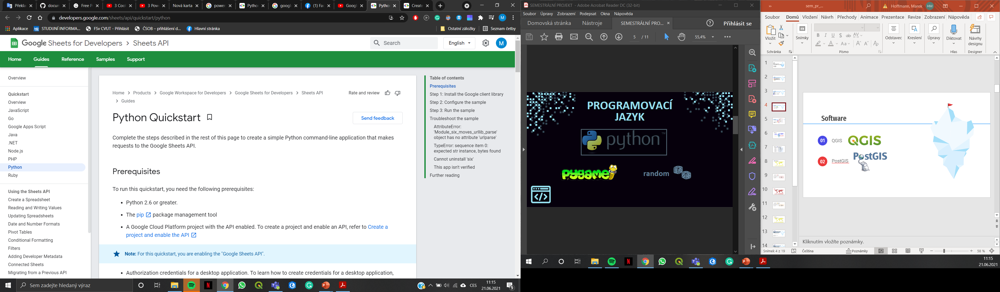 Překla
docum
Free P
3 Cool
3 Pow
Nová karta
power
Pytho
googl
(1) Fac
Googl
Pytho
Create
developers.google.com/sheets/api/quickstart/python
Aplikace
STUDIJNÍ INFORMA...
FSv CVUT - Přihlásit
ČSOB – přihlášení d...
Hlavní stránka
Ostatní záložky
Seznam četby
Google Sheets for Developers > Sheets API
Search
English
M
Home
Guides
Reference
Samples
Support
Overview
Quickstart
Overview
JavaScript
Go
Google Apps Script
Java
.NET
Node.js
PHP
Python
Ruby
Using the Sheets API
Create a Spreadsheet
Reading and Writing Values
Updating Spreadsheets
Date and Number Formats
Pivot Tables
Conditional Formatting
Filters
Adding Developer Metadata
Connected Sheets
Migrating from a Previous API
Home > Products > Google Workspace for Developers > Google Sheets for Developers > Sheets API
> Guides
Rate and review
Python Quickstart
Send feedback
Complete the steps described in the rest of this page to create a simple Python command-line application that makes
requests to the Google Sheets API.
Prerequisites
To run this quickstart, you need the following prerequisites:
• Python 2.6 or greater.
• The pip package management tool
• A Google Cloud Platform project with the API enabled. To create a project and enable an API, refer to Create a
project and enable the API
Note: For this quickstart, you are enabling the "Google Sheets API".
• Authorization credentials for a desktop application. To learn how to create credentials for a desktop application,
Table of contents
Prerequisites
Step 1: Install the Google client library
Step 2: Configure the sample
Step 3: Run the sample
Troubleshoot the sample
AttributeError:
'Module_six_moves_urllib_parse'
object has no attribute 'urlparse'
TypeError: sequence item 0:
expected str instance, bytes found
Cannot uninstall 'six'
This app isn't verified
Further reading
Sem zadejte hledaný výraz
CES
11:15
21.06.2021
9
SEMESTRÁLNÍ PROJEKT - Adobe Acrobat Reader DC (32-bit)
Soubor Úpravy Zobrazení Podepsat Okna Nápověda
Domovská stránka
Nástroje
SEMESTRÁLNÍ PRO...
Přihlásit se
5 / 11
55,4%
PROGRAMOVACÍ
JAZYK
python™
pygame
random
sem_pr_...
Hoffmann, Marek
HM
Soubor Domů Vložení Návrh Přechody Animace Prezentace Revize Zobrazení Nápověda
Vložit
Schránka
Snímky
Písmo
Odstavec
Kreslení
Úpravy
Diktovat
Hlas
Návrhy
designu
Designer
1
2
3
4
5
6
7
8
9
10
11
12
13
14
Software
01 QGIS QGIS
02 PostGIS PostGIS
Kliknutím vložíte poznámky.
Snímek 4 z 19
Čeština
Poznámky
58 %
11:15
21.06.2021